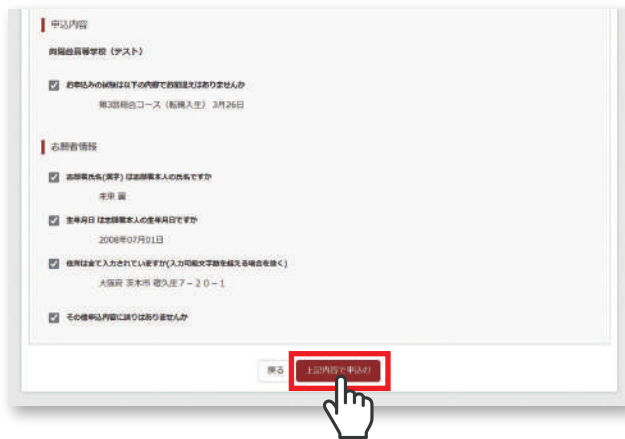 申込内容
向陽台高等学校（テスト）
お申込みの試験は以下の内容でお間違えはありませんか
第3回総合コース（転編入生） 3月26日
志願者情報
志願者氏名(漢字) は志願者本人の氏名ですか
未来 翼
生年月日 は志願者本人の生年月日ですか
2008年07月01日
住所は全て入力されていますか(入力可能文字数を超える場合を除く)
大阪府 茨木市 宿久庄７－２０－１
その他申込内容に誤りはありませんか
戻る
上記内容で申込む